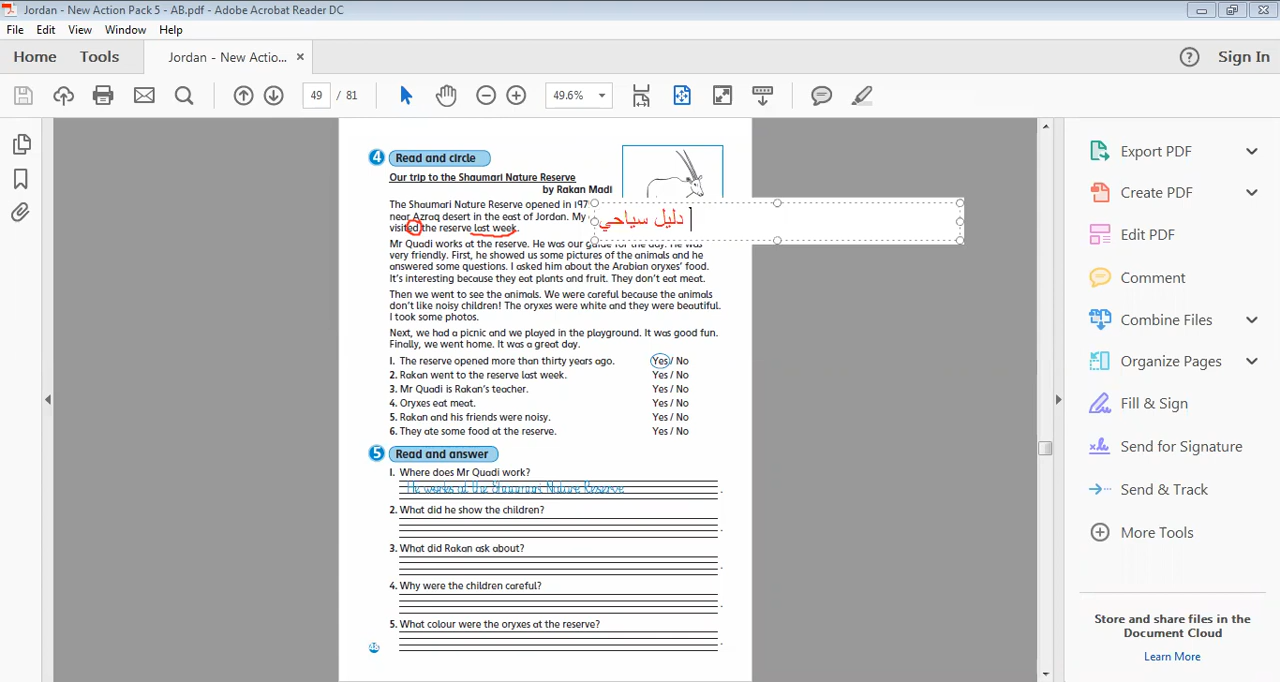 Jordan - New Action Pack 5 - AB.pdf - Adobe Acrobat Reader DC
File Edit View Window Help
Home Tools Jordan - New Actio... ×
? Sign In
49 / 81 49.6%
4 Read and circle
Our trip to the Shaumari Nature Reserve
by Rakan Madi
The Shaumari Nature Reserve opened in 197
near Azraq desert in the east of Jordan. My
visited the reserve last week.
دليل سياحي
Mr Quadi works at the reserve. He was our guide for the day. He was
very friendly. First, he showed us some pictures of the animals and he
answered some questions. I asked him about the Arabian oryxes' food.
It's interesting because they eat plants and fruit. They don't eat meat.
Then we went to see the animals. We were careful because the animals
don't like noisy children! The oryxes were white and they were beautiful.
I took some photos.
Next, we had a picnic and we played in the playground. It was good fun.
Finally, we went home. It was a great day.
1. The reserve opened more than thirty years ago. Yes / No
2. Rakan went to the reserve last week. Yes / No
3. Mr Quadi is Rakan's teacher. Yes / No
4. Oryxes eat meat. Yes / No
5. Rakan and his friends were noisy. Yes / No
6. They ate some food at the reserve. Yes / No
5 Read and answer
1. Where does Mr Quadi work?
He works at the Shaumari Nature Reserve.
2. What did he show the children?
3. What did Rakan ask about?
4. Why were the children careful?
5. What colour were the oryxes at the reserve?
48
Export PDF
Create PDF
Edit PDF
Comment
Combine Files
Organize Pages
Fill & Sign
Send for Signature
Send & Track
More Tools
Store and share files in the
Document Cloud
Learn More